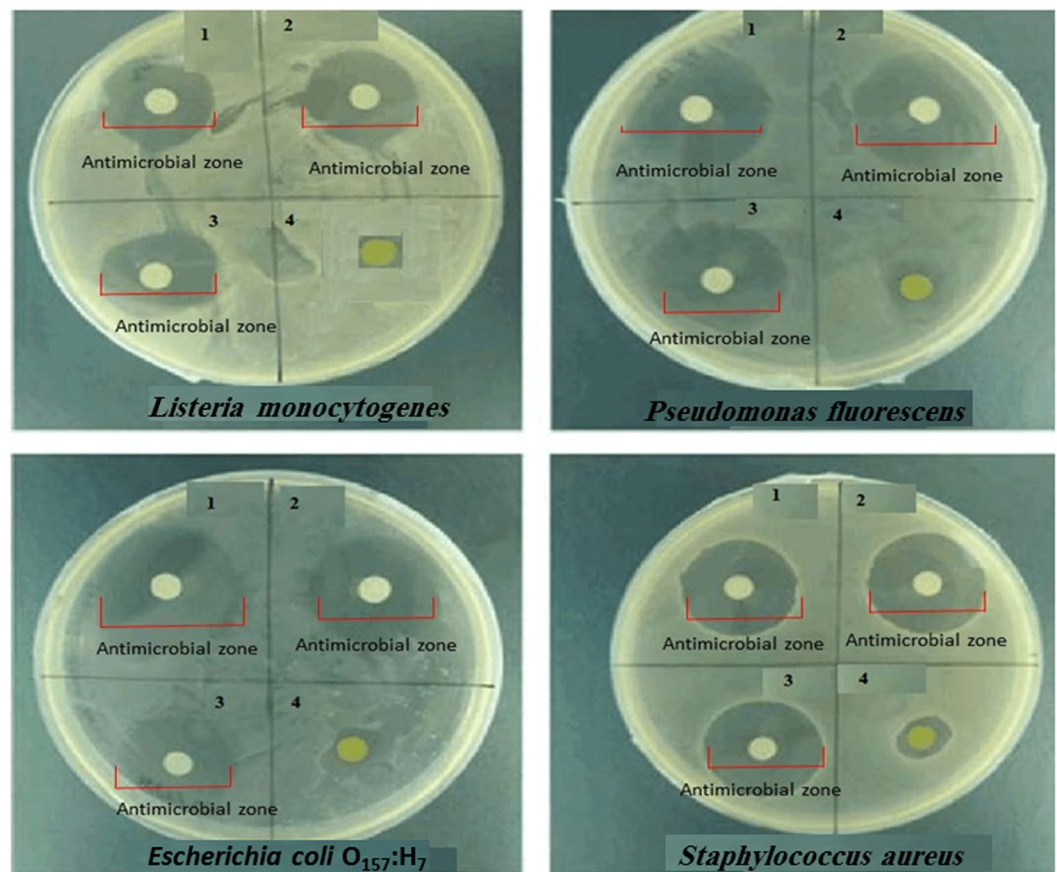 1 2
Antimicrobial zone Antimicrobial zone
3 4
Antimicrobial zone
Listeria monocytogenes
1 2
Antimicrobial zone Antimicrobial zone
3 4
Antimicrobial zone
Pseudomonas fluorescens
1 2
Antimicrobial zone Antimicrobial zone
3 4
Antimicrobial zone
Escherichia coli O157:H7
1 2
Antimicrobial zone Antimicrobial zone
3 4
Antimicrobial zone
Staphylococcus aureus